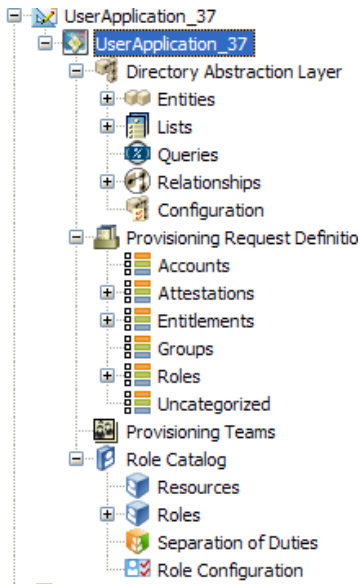 UserApplication_37
UserApplication_37
Directory Abstraction Layer
Entities
Lists
Queries
Relationships
Configuration
Provisioning Request Definitio
Accounts
Attestations
Entitlements
Groups
Roles
Uncategorized
Provisioning Teams
Role Catalog
Resources
Roles
Separation of Duties
Role Configuration